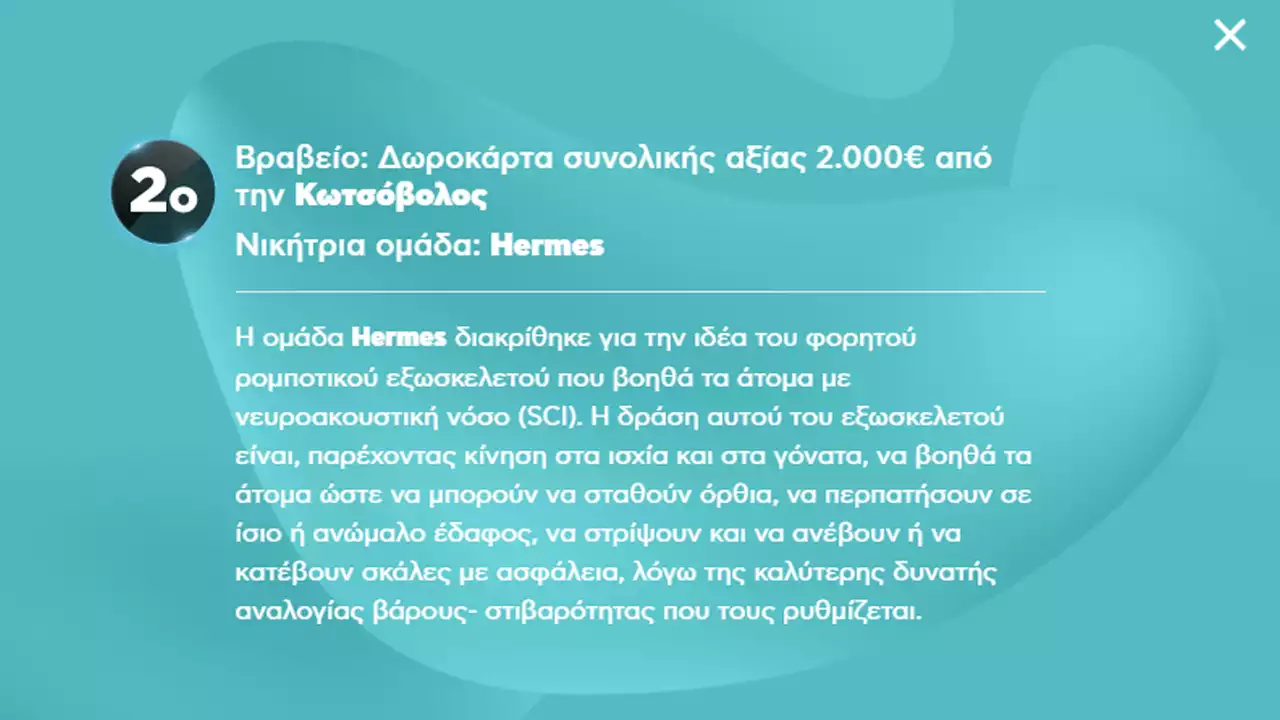 2ο
Βραβείο: Δωροκάρτα συνολικής αξίας 2.000€ από
την Κωτσόβολος
Νικήτρια ομάδα: Hermes
Η ομάδα Hermes διακρίθηκε για την ιδέα του φορητού
ρομποτικού εξωσκελετού που βοηθά τα άτομα με
νευροακουστική νόσο (SCI). Η δράση αυτού του εξωσκελετού
είναι, παρέχοντας κίνηση στα ισχία και στα γόνατα, να βοηθά τα
άτομα ώστε να μπορούν να σταθούν όρθια, να περπατήσουν σε
ίσιο ή ανώμαλο έδαφος, να στρίψουν και να ανέβουν ή να
κατέβουν σκάλες με ασφάλεια, λόγω της καλύτερης δυνατής
αναλογίας βάρους- στιβαρότητας που τους ρυθμίζεται.